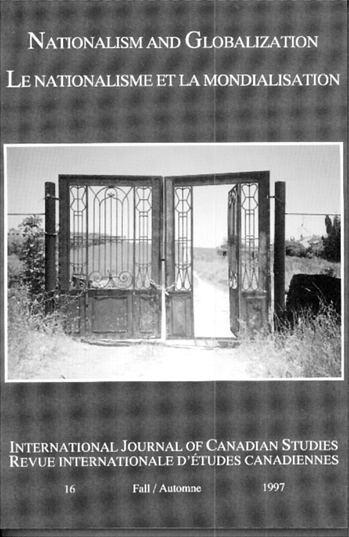 NATIONALISM AND GLOBALIZATION
LE NATIONALISME ET LA MONDIALISATION
INTERNATIONAL JOURNAL OF CANADIAN STUDIES
REVUE INTERNATIONALE D'ÉTUDES CANADIENNES
16 Fall / Automne 1997